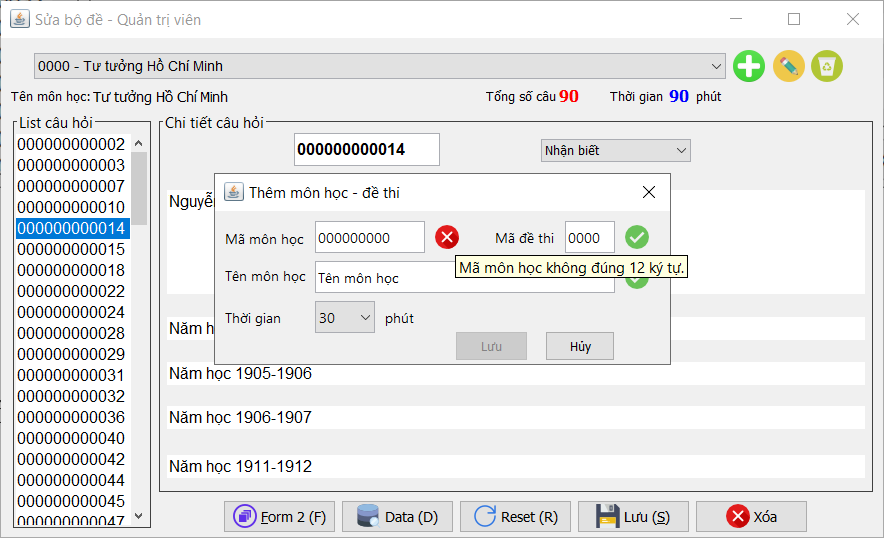 Sửa bộ đề - Quản trị viên
0000 - Tư tưởng Hồ Chí Minh
Tên môn học: Tư tưởng Hồ Chí Minh Tổng số câu 90 Thời gian 90 phút
List câu hỏi
000000000002
000000000003
000000000007
000000000010
000000000014
000000000015
000000000018
000000000022
000000000024
000000000028
000000000029
000000000031
000000000032
000000000036
000000000040
000000000042
000000000044
000000000045
000000000047
Chi tiết câu hỏi
000000000014 Nhận biết
Nguyễ
Thêm môn học - đề thi
Mã môn học 000000000 Mã đề thi 0000
Mã môn học không đúng 12 ký tự.
Tên môn học Tên môn học
Thời gian 30 phút
Lưu Hủy
Năm h
Năm học 1905-1906
Năm học 1906-1907
Năm học 1911-1912
Form 2 (F) Data (D) Reset (R) Lưu (S) Xóa